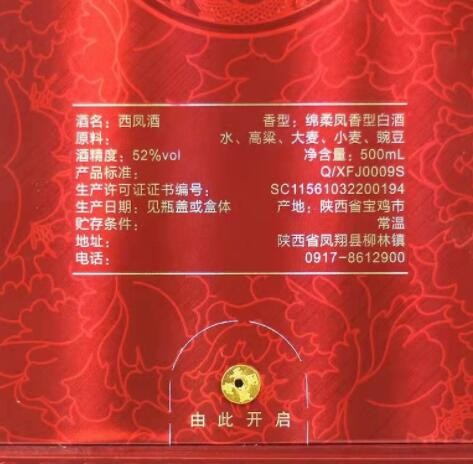 酒名：西凤酒 香型：绵柔凤香型白酒
原料： 水、高粱、大麦、小麦、豌豆
酒精度：52%vol 净含量：500mL
产品标准： Q/XFJ0009S
生产许可证证书编号： SC11561032200194
生产日期：见瓶盖或盒体 产地：陕西省宝鸡市
贮存条件： 常温
地址： 陕西省凤翔县柳林镇
电话： 0917-8612900
由此开启